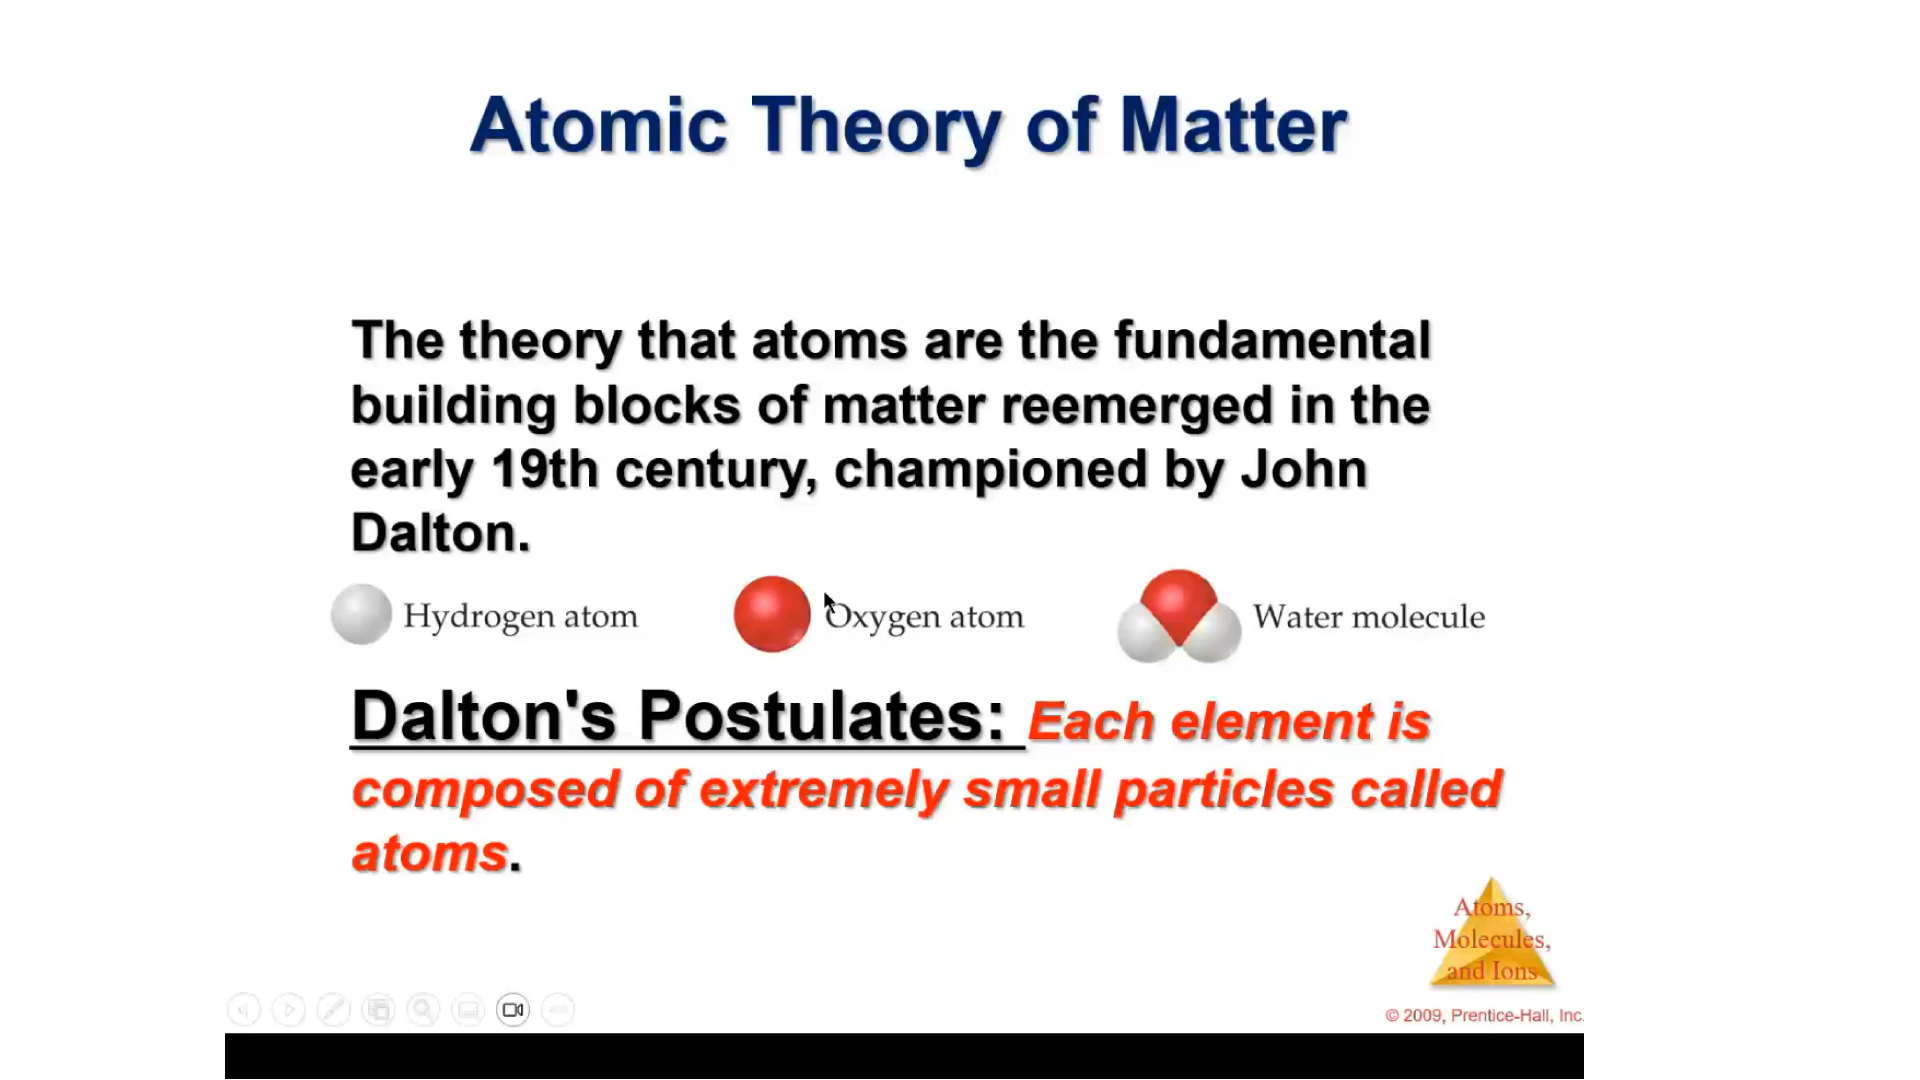 Atomic Theory of Matter
The theory that atoms are the fundamental
building blocks of matter reemerged in the
early 19th century, championed by John
Dalton.
Hydrogen atom Oxygen atom Water molecule
Dalton's Postulates: Each element is
composed of extremely small particles called
atoms.
Atoms,
Molecules,
and Ions
© 2009, Prentice-Hall, Inc.